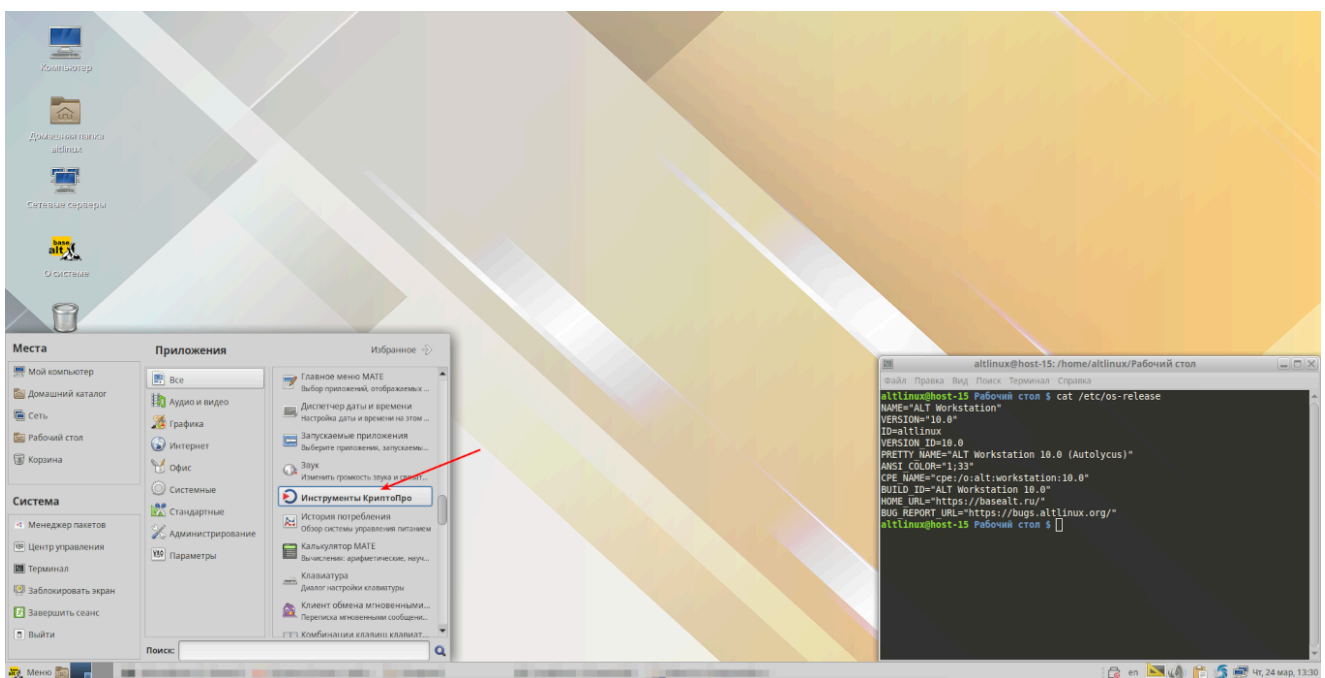 Компьютер
Домашняя папка
altlinux
Сетевые серверы
base
alt
О системе
Места
Мой компьютер
Домашний каталог
Сеть
Рабочий стол
Корзина
Система
Менеджер пакетов
Центр управления
Терминал
Заблокировать экран
Завершить сеанс
Выйти
Приложения
Избранное
Все
Аудио и видео
Графика
Интернет
Офис
Системные
Стандартные
Администрирование
Параметры
Главное меню MATE
Выбор приложений, отображаемых ...
Диспетчер даты и времени
Настройка даты и времени на этом ...
Запускаемые приложения
Выберите приложения, запускаемы...
Звук
Изменить громкость звука и связат...
Инструменты КриптоПро
История потребления
Обзор системы управления питанием
Калькулятор MATE
Вычисления: арифметические, науч...
Клавиатура
Диалог настройки клавиатуры
Клиент обмена мгновенными...
Переписка мгновенными сообщени...
Комбинации клавиш клавиат...
Поиск:
altlinux@host-15: /home/altlinux/Рабочий стол
Файл Правка Вид Поиск Терминал Справка
altlinux@host-15 Рабочий стол $ cat /etc/os-release
NAME="ALT Workstation"
VERSION="10.0"
ID=altlinux
VERSION_ID=10.0
PRETTY_NAME="ALT Workstation 10.0 (Autolycus)"
ANSI_COLOR="1;33"
CPE_NAME="cpe:/o:alt:workstation:10.0"
BUILD_ID="ALT Workstation 10.0"
HOME_URL="https://basealt.ru/"
BUG_REPORT_URL="https://bugs.altlinux.org/"
altlinux@host-15 Рабочий стол $
Меню
en
Чт, 24 мар, 13:30